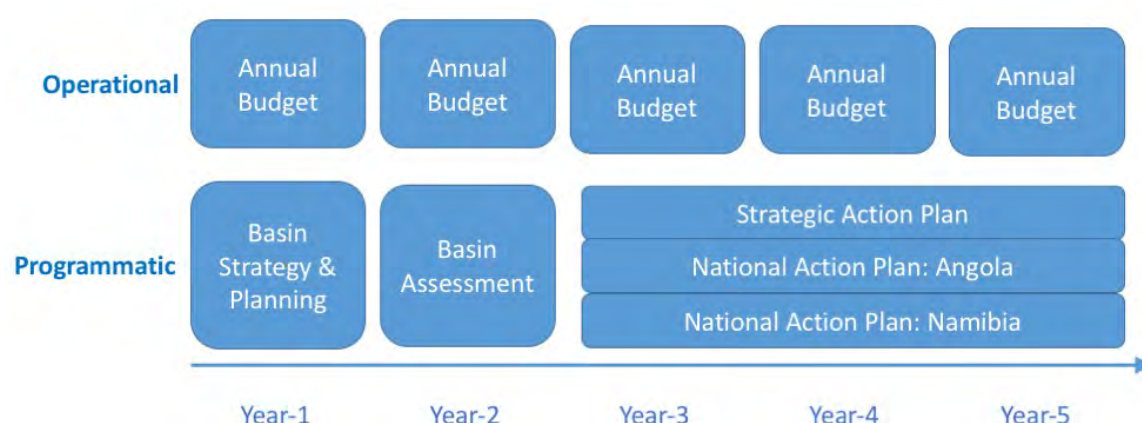 Operational
Annual
Budget
Annual
Budget
Annual
Budget
Annual
Budget
Annual
Budget
Programmatic
Basin
Strategy &
Planning
Basin
Assessment
Strategic Action Plan
National Action Plan: Angola
National Action Plan: Namibia
Year-1
Year-2
Year-3
Year-4
Year-5